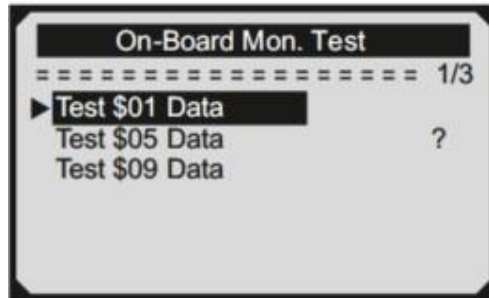 On-Board Mon. Test
= = = = = = = = = = = = = = = = = = 1/3
Test $01 Data
Test $05 Data ?
Test $09 Data